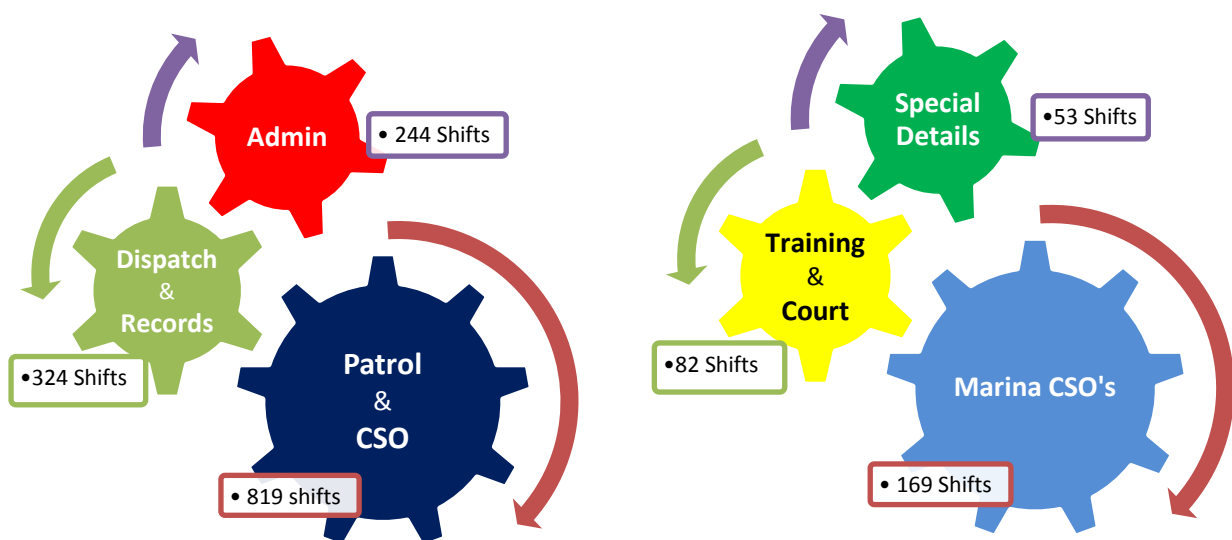 Admin
• 244 Shifts
Dispatch
&
Records
•324 Shifts
Patrol
&
CSO
• 819 shifts
Special
Details
•53 Shifts
Training
&
Court
•82 Shifts
Marina CSO's
• 169 Shifts